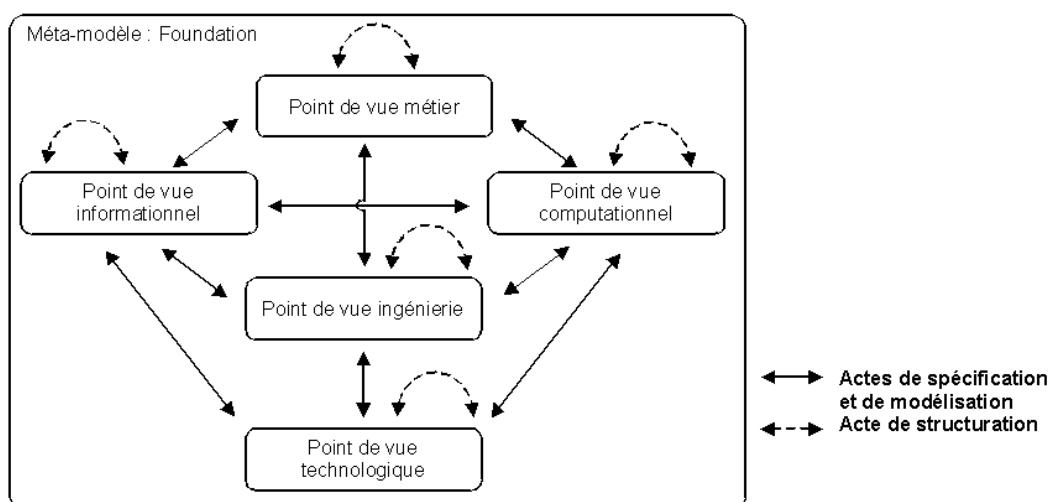 Méta-modèle : Foundation
Point de vue métier
Point de vue
informationnel
Point de vue
computationnel
Point de vue ingénierie
Point de vue
technologique
Actes de spécification
et de modélisation
Acte de structuration